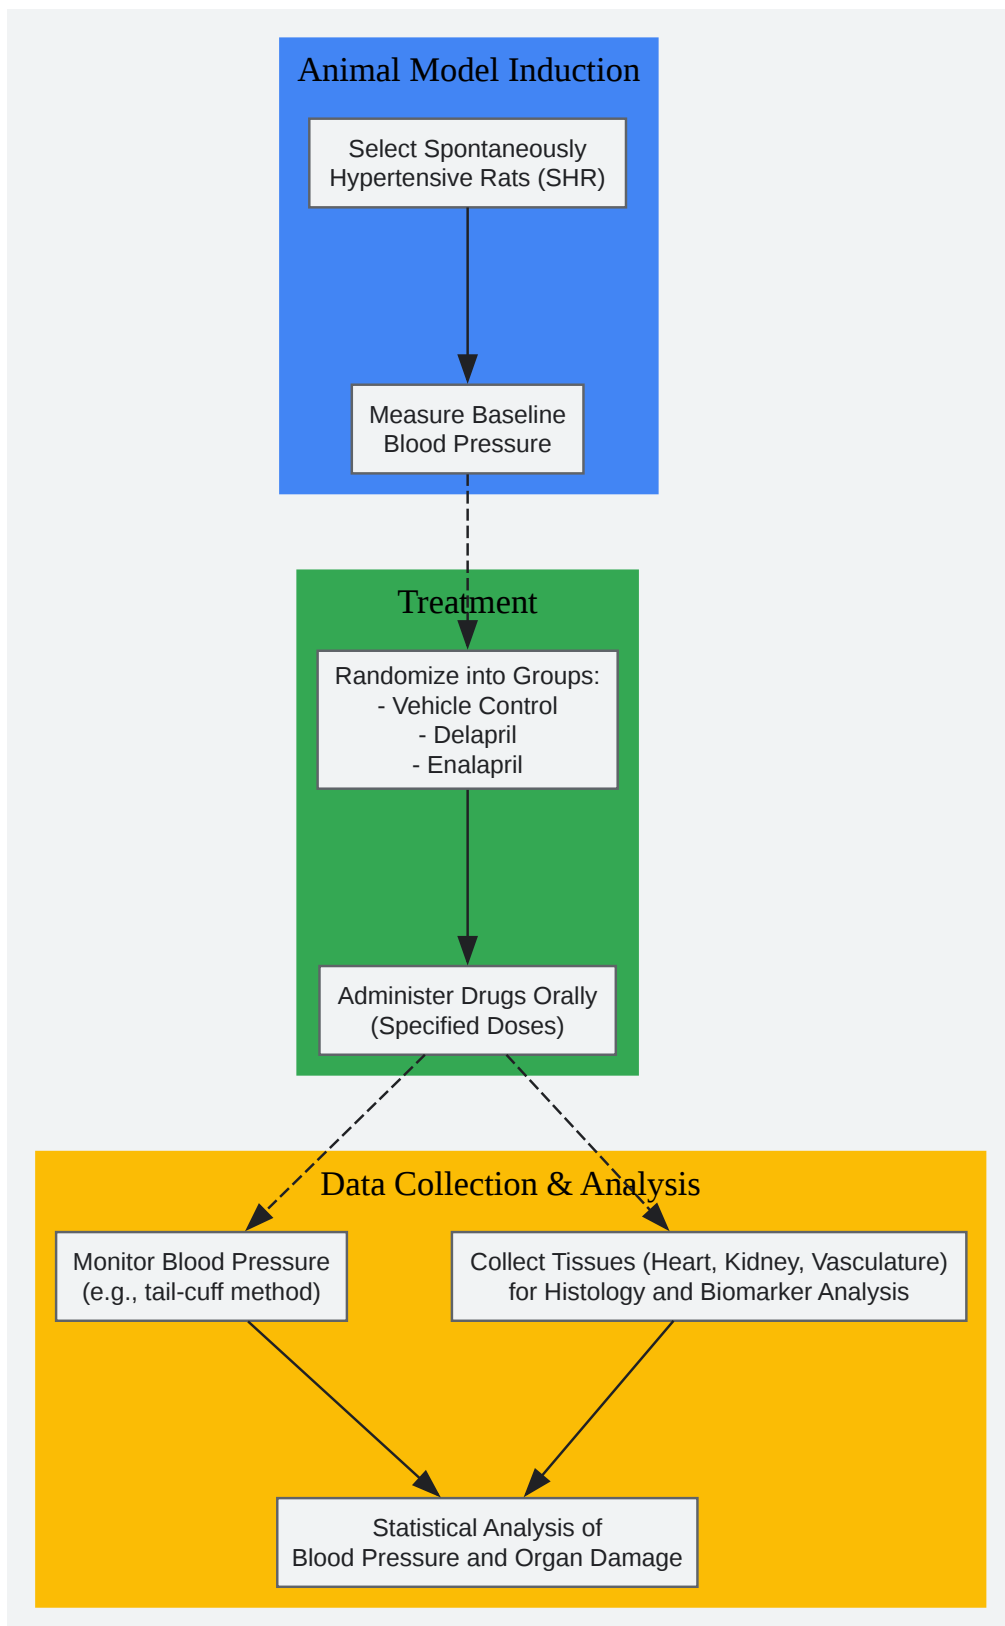 Animal Model Induction
Select Spontaneously
Hypertensive Rats (SHR)
Measure Baseline
Blood Pressure
Treatment
Randomize into Groups:
- Vehicle Control
- Delapril
- Enalapril
Administer Drugs Orally
(Specified Doses)
Data Collection & Analysis
Monitor Blood Pressure
(e.g., tail-cuff method)
Collect Tissues (Heart, Kidney, Vasculature)
for Histology and Biomarker Analysis
Statistical Analysis of
Blood Pressure and Organ Damage